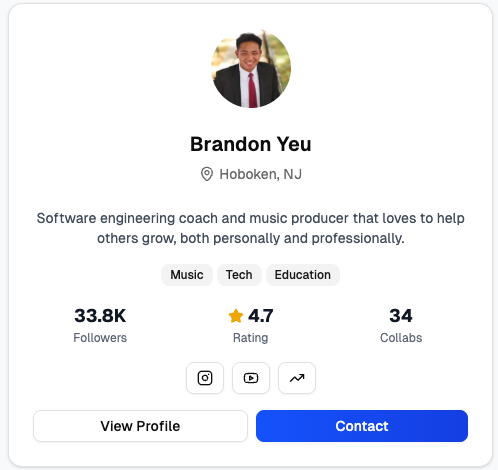 Brandon Yeu
Hoboken, NJ
Software engineering coach and music producer that loves to help
others grow, both personally and professionally.
Music Tech Education
33.8K 4.7 34
Followers Rating Collabs
View Profile Contact